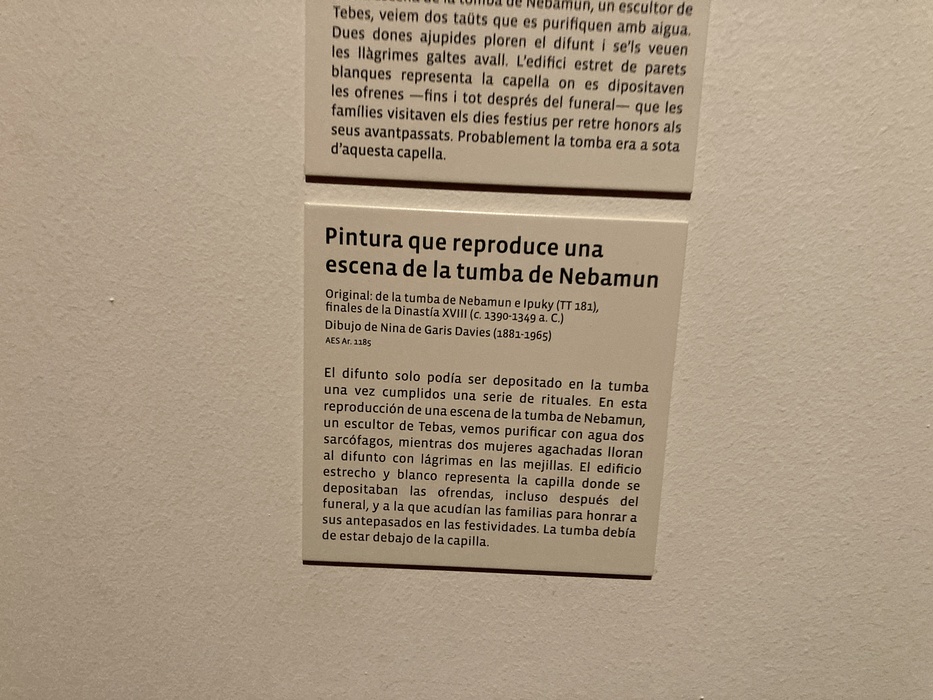 de la tomba de Nebamun, un escultor de
Tebes, veiem dos taüts que es purifiquen amb aigua.
Dues dones ajupides ploren el difunt i se'ls veuen
les llàgrimes galtes avall. L'edifici estret de parets
blanques representa la capella on es dipositaven
les ofrenes —fins i tot després del funeral— que les
famílies visitaven els dies festius per retre honors als
seus avantpassats. Probablement la tomba era a sota
d'aquesta capella.
Pintura que reproduce una
escena de la tumba de Nebamun
Original: de la tumba de Nebamun e Ipuky (TT 181),
finales de la Dinastía XVIII (c. 1390-1349 a. C.)
Dibujo de Nina de Garis Davies (1881-1965)
AES Ar. 1185
El difunto solo podía ser depositado en la tumba
una vez cumplidos una serie de rituales. En esta
reproducción de una escena de la tumba de Nebamun,
un escultor de Tebas, vemos purificar con agua dos
sarcófagos, mientras dos mujeres agachadas lloran
al difunto con lágrimas en las mejillas. El edificio
estrecho y blanco representa la capilla donde se
depositaban las ofrendas, incluso después del
funeral, y a la que acudían las familias para honrar a
sus antepasados en las festividades. La tumba debía
de estar debajo de la capilla.